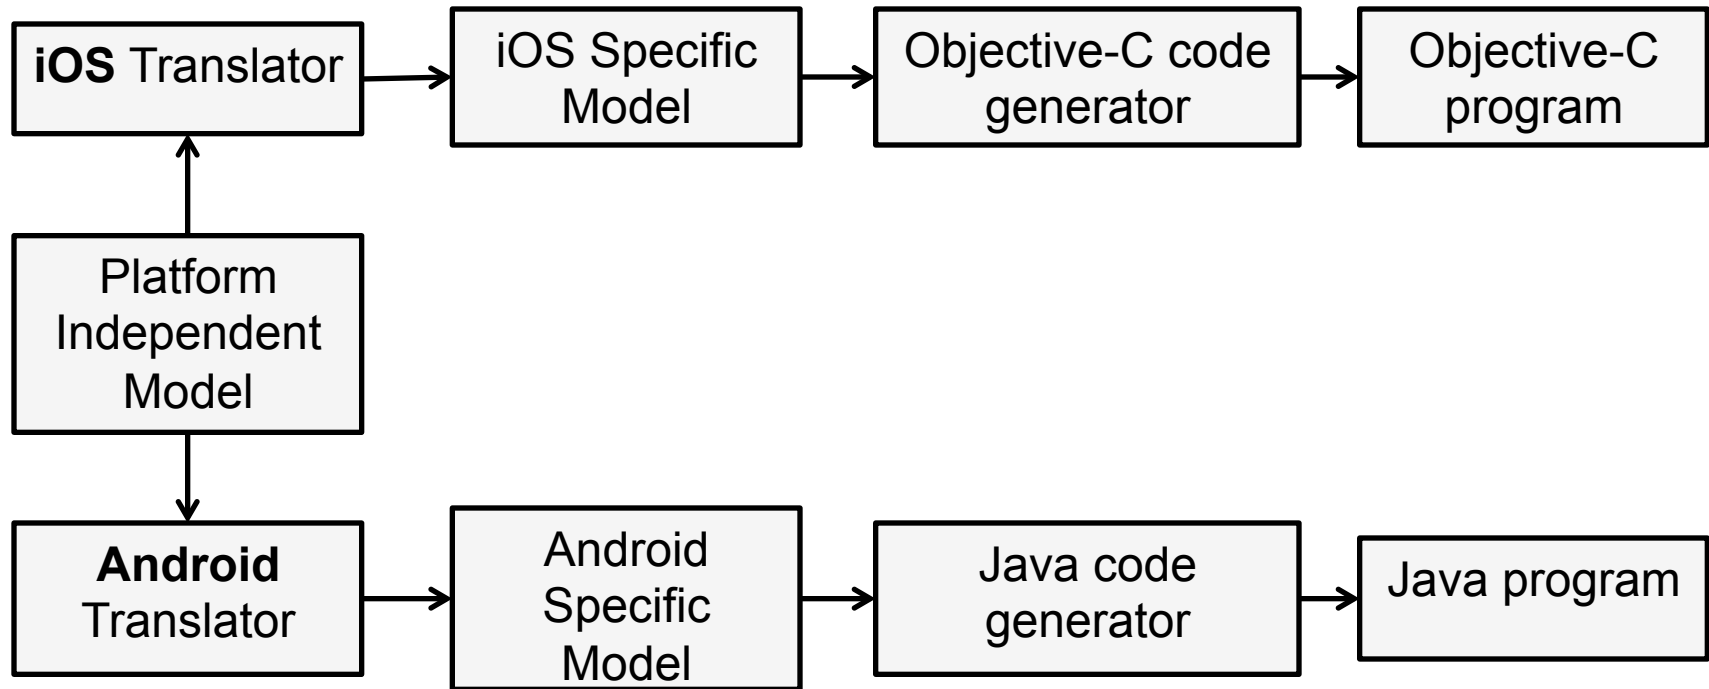 iOS Translator
iOS Specific
Model
Objective-C code
generator
Objective-C
program
Platform
Independent
Model
Android
Translator
Android
Specific
Model
Java code
generator
Java program